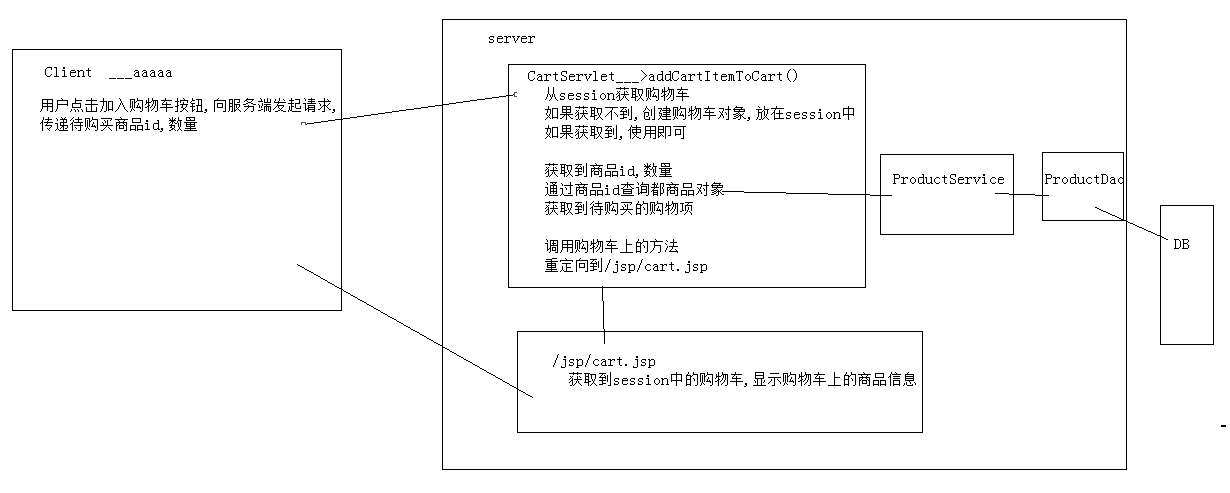 Client ___aaaaa
用户点击加入购物车按钮,向服务端发起请求,
传递待购买商品id,数量
server
CartServlet___>addCartItemToCart()
从session获取购物车
如果获取不到,创建购物车对象,放在session中
如果获取到,使用即可
获取到商品id,数量
通过商品id查询都商品对象
获取到待购买的购物项
调用购物车上的方法
重定向到/jsp/cart.jsp
ProductService
ProductDao
DB
/jsp/cart.jsp
获取到session中的购物车,显示购物车上的商品信息